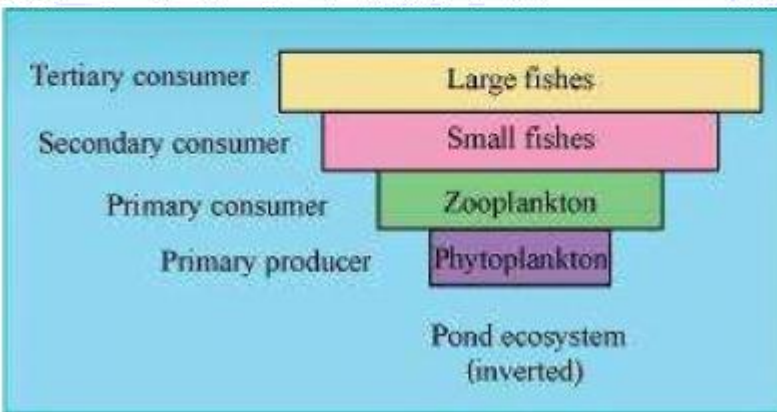 Tertiary consumer
Large fishes
Secondary consumer
Small fishes
Primary consumer
Zooplankton
Primary producer
Phytoplankton
Pond ecosystem
(inverted)